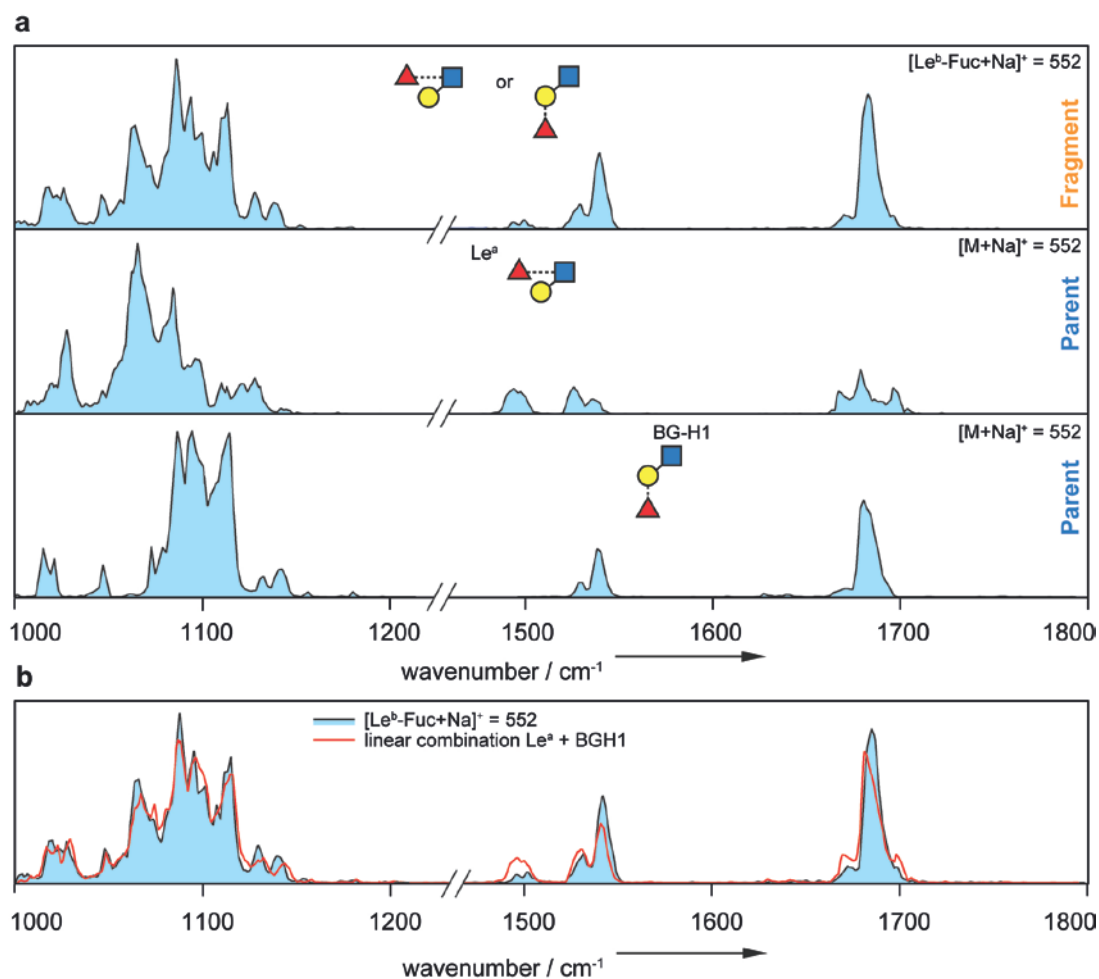 a
or
[Leᵇ-Fuc+Na]⁺ = 552
Fragment
Leᵃ
[M+Na]⁺ = 552
Parent
BG-H1
[M+Na]⁺ = 552
Parent
1000 1100 1200 1500 1600 1700 1800
wavenumber / cm⁻¹
b
[Leᵇ-Fuc+Na]⁺ = 552
linear combination Leᵃ + BGH1
1000 1100 1200 1500 1600 1700 1800
wavenumber / cm⁻¹